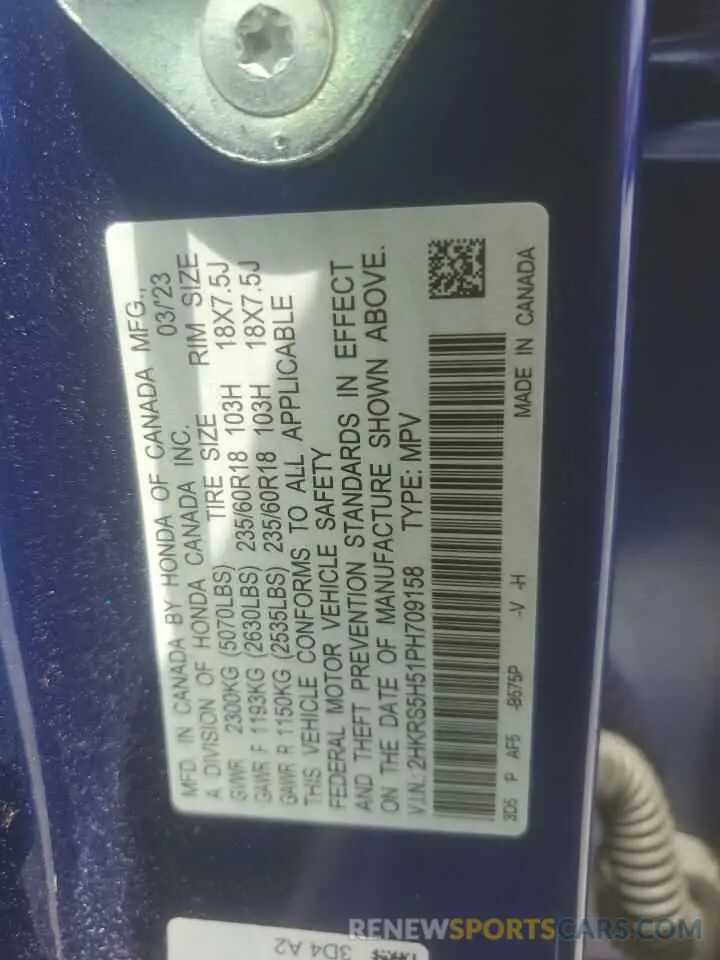 MFD. IN CANADA BY HONDA OF CANADA MFG.,
A DIVISION OF HONDA CANADA INC. 03/'23
TIRE SIZE RIM SIZE
GVWR 2300KG (5070LBS)
GAWR F 1193KG (2630LBS) 235/60R18 103H 18X7.5J
GAWR R 1150KG (2535LBS) 235/60R18 103H 18X7.5J
THIS VEHICLE CONFORMS TO ALL APPLICABLE
FEDERAL MOTOR VEHICLE SAFETY
AND THEFT PREVENTION STANDARDS IN EFFECT
ON THE DATE OF MANUFACTURE SHOWN ABOVE.
V.I.N.: 2HKRS5H51PH709158 TYPE: MPV
3D5 P AF5 -B575P -V -H MADE IN CANADA
3D4 A2
RENEWSPORTSCARS.COM